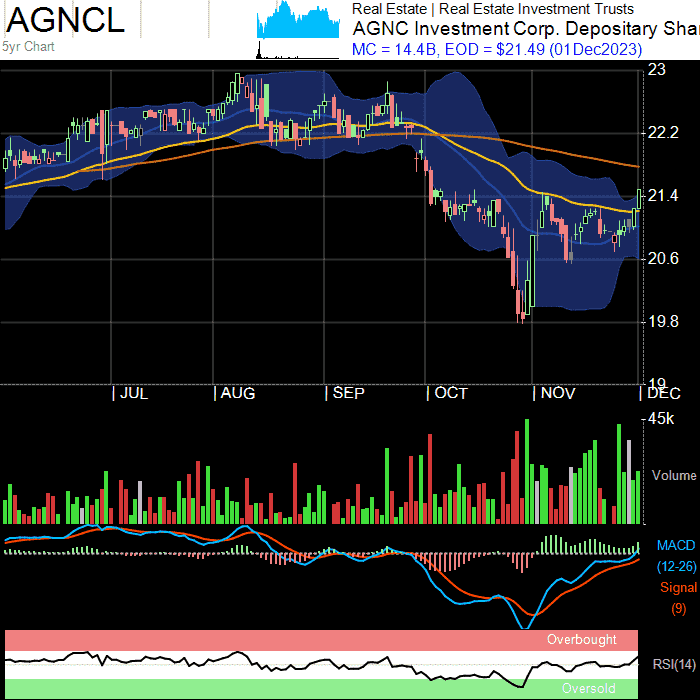 AGNCL
Real Estate | Real Estate Investment Trusts
5yr Chart
AGNC Investment Corp. Depositary Shar
MC = 14.4B, EOD = $21.49 (01Dec2023)
23
22.2
21.4
20.6
19.8
19
JUL AUG SEP OCT NOV DEC
45k
Volume
MACD
(12-26)
Signal
(9)
Overbought
RSI(14)
Oversold